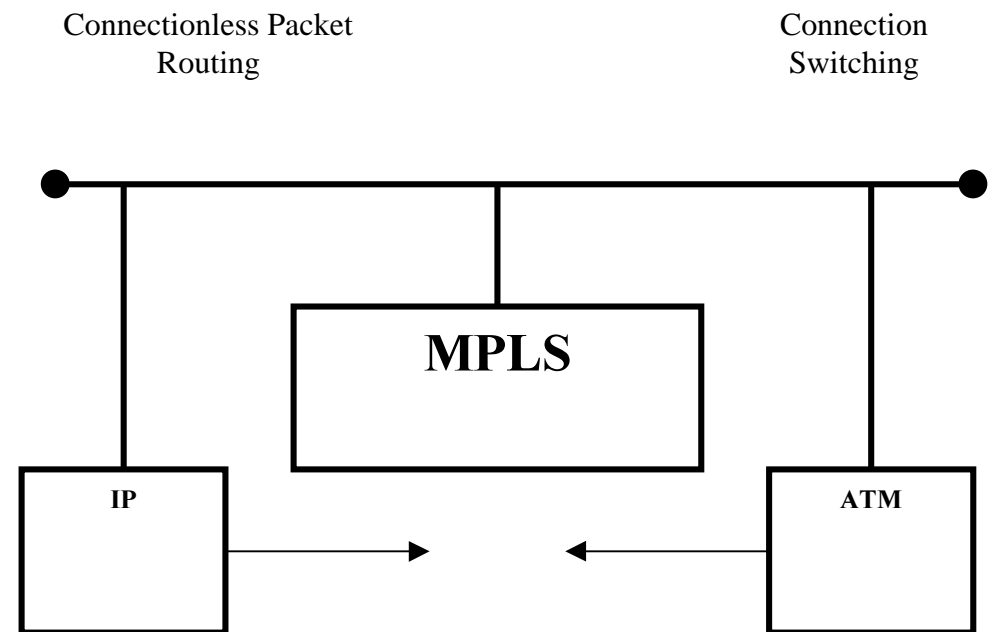 Connectionless Packet
Routing
Connection
Switching
MPLS
IP
ATM